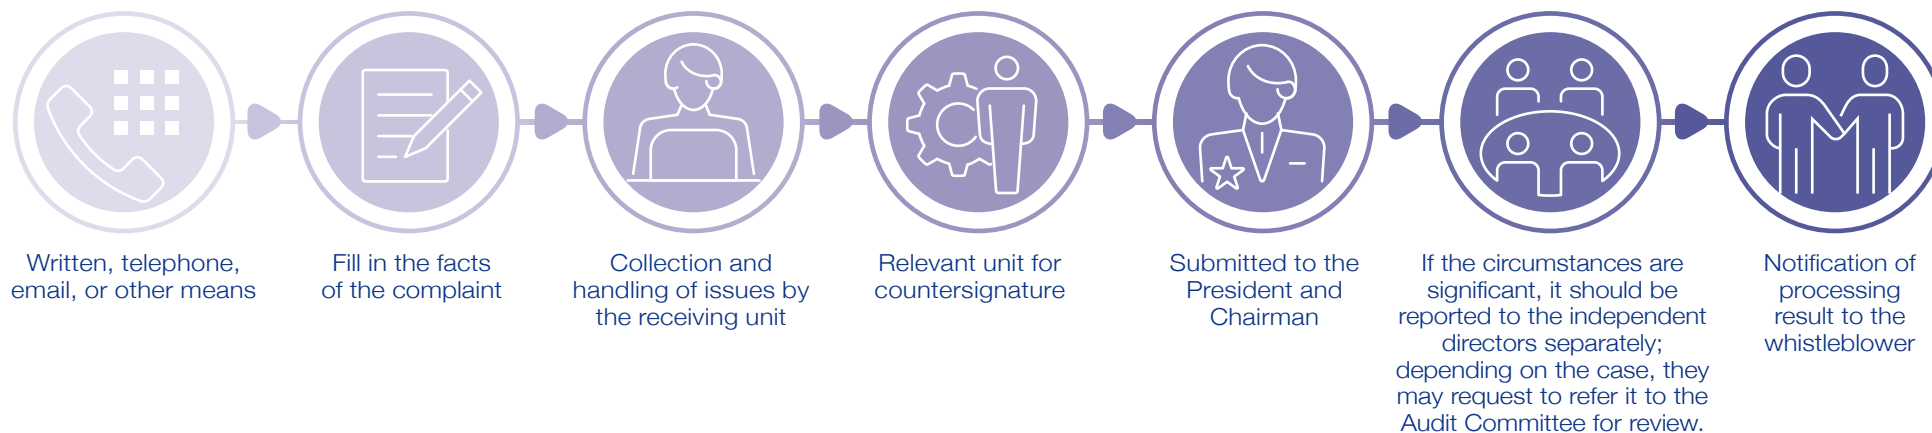 Written, telephone,
email, or other means
Fill in the facts
of the complaint
Collection and
handling of issues by
the receiving unit
Relevant unit for
countersignature
Submitted to the
President and
Chairman
If the circumstances are
significant, it should be
reported to the independent
directors separately;
depending on the case, they
may request to refer it to the
Audit Committee for review.
Notification of
processing
result to the
whistleblower